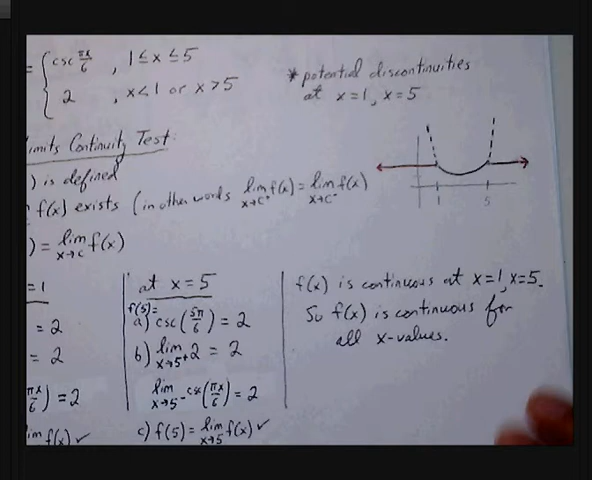 = { csc πx/6 , 1≤x≤5
2 , x<1 or x>5
* potential discontinuities
at x=1, x=5
imits Continuity Test:
) is defined
f(x) exists (in other words lim x→c⁺ f(x) = lim x→c⁻ f(x)
) = lim x→c f(x)
1 5
= 1
= 2
= 2
πx/6) = 2
im f(x) ✓
at x = 5
f(5)=
a) csc(5π/6) = 2
b) lim x→5⁺ 2 = 2
lim x→5⁻ csc(πx/6) = 2
c) f(5) = lim x→5 f(x) ✓
f(x) is continuous at x=1, x=5.
So f(x) is continuous for
all x-values.